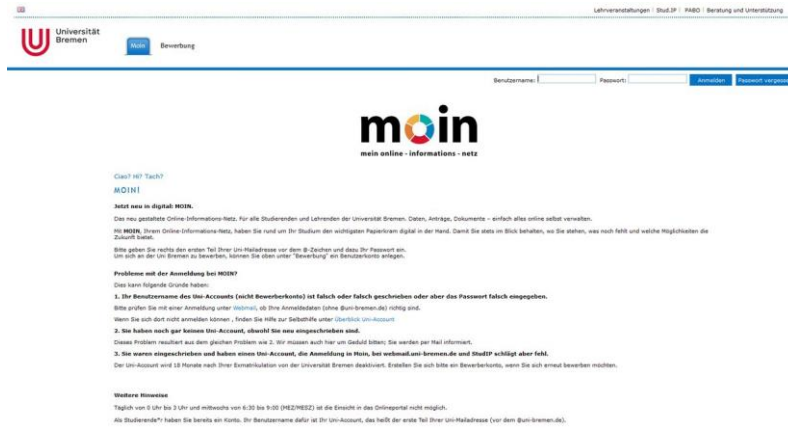 Lehrveranstaltungen | Stud.IP | PABO | Beratung und Unterstützung
Universität
Bremen
Moin
Bewerbung
Benutzername:
Passwort:
Anmelden
Passwort vergessen
moin
mein online - informations - netz
Ciao? Hi? Tach?
MOIN!
Jetzt neu in digital: MOIN.
Das neu gestaltete Online-Informations-Netz. Für alle Studierenden und Lehrenden der Universität Bremen. Daten, Anträge, Dokumente – einfach alles online selbst verwalten.
Mit MOIN, Ihrem Online-Informations-Netz, haben Sie rund um Ihr Studium den wichtigsten Papierkram digital in der Hand. Damit Sie stets im Blick behalten, wo Sie stehen, was noch fehlt und welche Möglichkeiten die
Zukunft bietet.
Bitte geben Sie rechts den ersten Teil Ihrer Uni-Mailadresse vor dem @-Zeichen und dazu Ihr Passwort ein.
Um sich an der Uni Bremen zu bewerben, können Sie oben unter "Bewerbung" ein Benutzerkonto anlegen.
Probleme mit der Anmeldung bei MOIN?
Dies kann folgende Gründe haben:
1. Ihr Benutzername des Uni-Accounts (nicht Bewerberkonto) ist falsch oder falsch geschrieben oder aber das Passwort falsch eingegeben.
Bitte prüfen Sie mit einer Anmeldung unter Webmail, ob Ihre Anmeldedaten (ohne @uni-bremen.de) richtig sind.
Wenn Sie sich dort nicht anmelden können , finden Sie Hilfe zur Selbsthilfe unter Überblick Uni-Account
2. Sie haben noch gar keinen Uni-Account, obwohl Sie neu eingeschrieben sind.
Dieses Problem resultiert aus dem gleichen Problem wie 2. Wir müssen auch hier um Geduld bitten; Sie werden per Mail informiert.
3. Sie waren eingeschrieben und haben einen Uni-Account, die Anmeldung in Moin, bei webmail.uni-bremen.de und StudIP schlägt aber fehl.
Der Uni-Account wird 18 Monate nach Ihrer Exmatrikulation von der Universität Bremen deaktiviert. Erstellen Sie sich bitte ein Bewerberkonto, wenn Sie sich erneut bewerben möchten.
Weitere Hinweise
Täglich von 0 Uhr bis 3 Uhr und mittwochs von 6:30 bis 9:00 (MEZ/MESZ) ist die Einsicht in das Onlineportal nicht möglich.
Als Studierende*r haben Sie bereits ein Konto. Ihr Benutzername dafür ist Ihr Uni-Account, das heißt der erste Teil Ihrer Uni-Mailadresse (vor dem @uni-bremen.de).